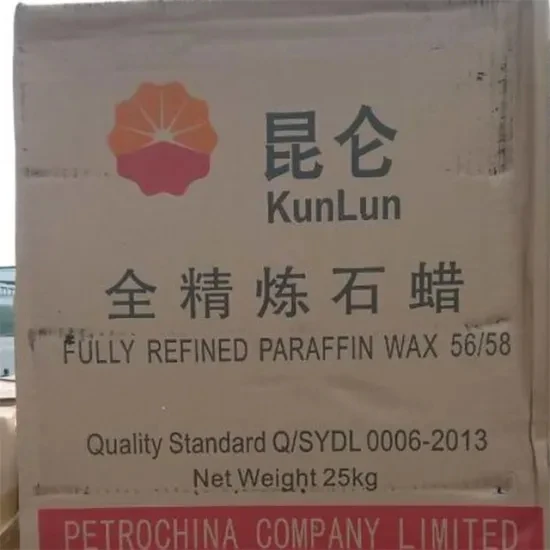 昆仑
KunLun
全精炼石蜡
FULLY REFINED PARAFFIN WAX 56/58
Quality Standard Q/SYDL 0006-2013
Net Weight 25kg
PETROCHINA COMPANY LIMITED